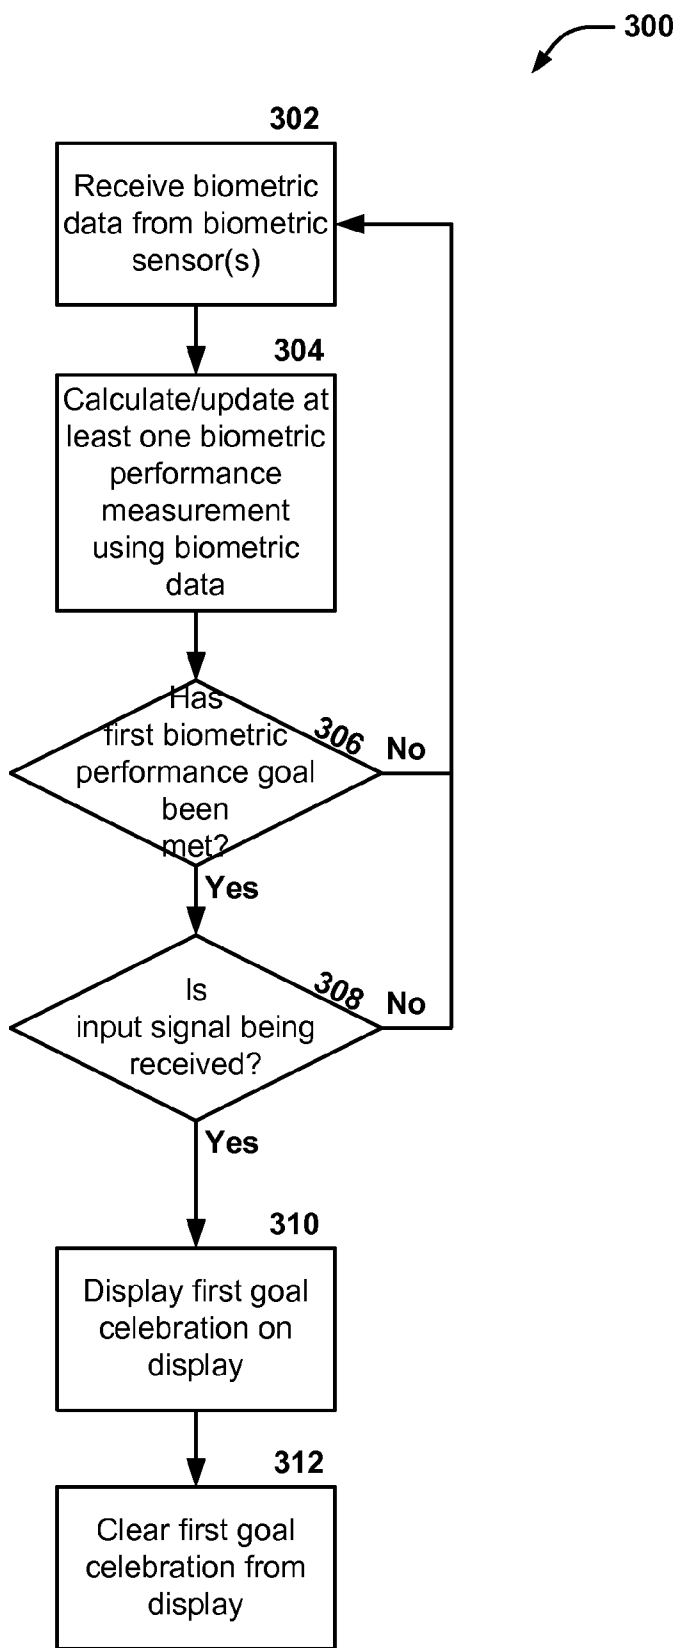 300
302
Receive biometric
data from biometric
sensor(s)
304
Calculate/update at
least one biometric
performance
measurement
using biometric
data
Has
first biometric
performance goal
been
met?
306
No
Yes
Is
input signal being
received?
308
No
Yes
310
Display first goal
celebration on
display
312
Clear first goal
celebration from
display